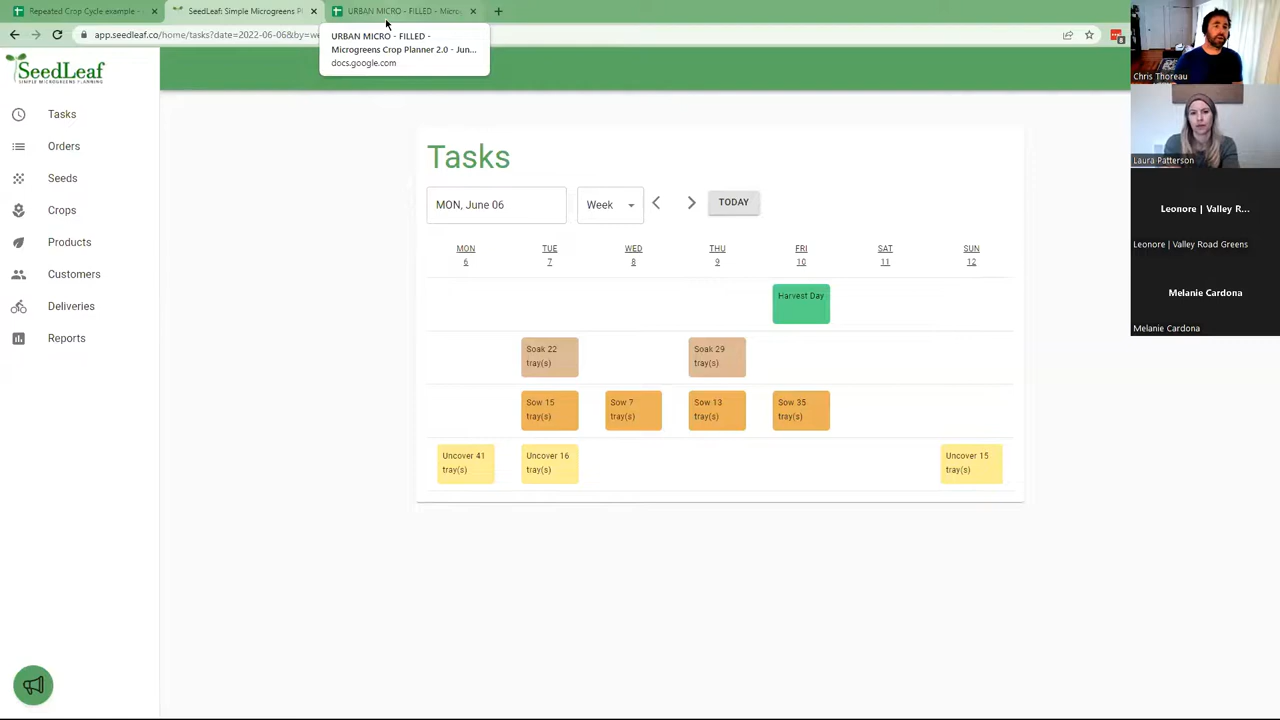 Repeated Crop Cycle example -
SeedLeaf: Simple Microgreens Pl
URBAN MICRO - FILLED - Microc
app.seedleaf.co/home/tasks?date=2022-06-06&by=we
URBAN MICRO - FILLED -
Microgreens Crop Planner 2.0 - Jun...
docs.google.com
SeedLeaf
SIMPLE MICROGREENS PLANNING
Tasks
Orders
Seeds
Crops
Products
Customers
Deliveries
Reports
Tasks
MON, June 06
Week
TODAY
MON
6
TUE
7
WED
8
THU
9
FRI
10
SAT
11
SUN
12
Harvest Day
Soak 22
tray(s)
Soak 29
tray(s)
Sow 15
tray(s)
Sow 7
tray(s)
Sow 13
tray(s)
Sow 35
tray(s)
Uncover 41
tray(s)
Uncover 16
tray(s)
Uncover 15
tray(s)
Chris Thoreau
Laura Patterson
Leonore | Valley R...
Leonore | Valley Road Greens
Melanie Cardona
Melanie Cardona